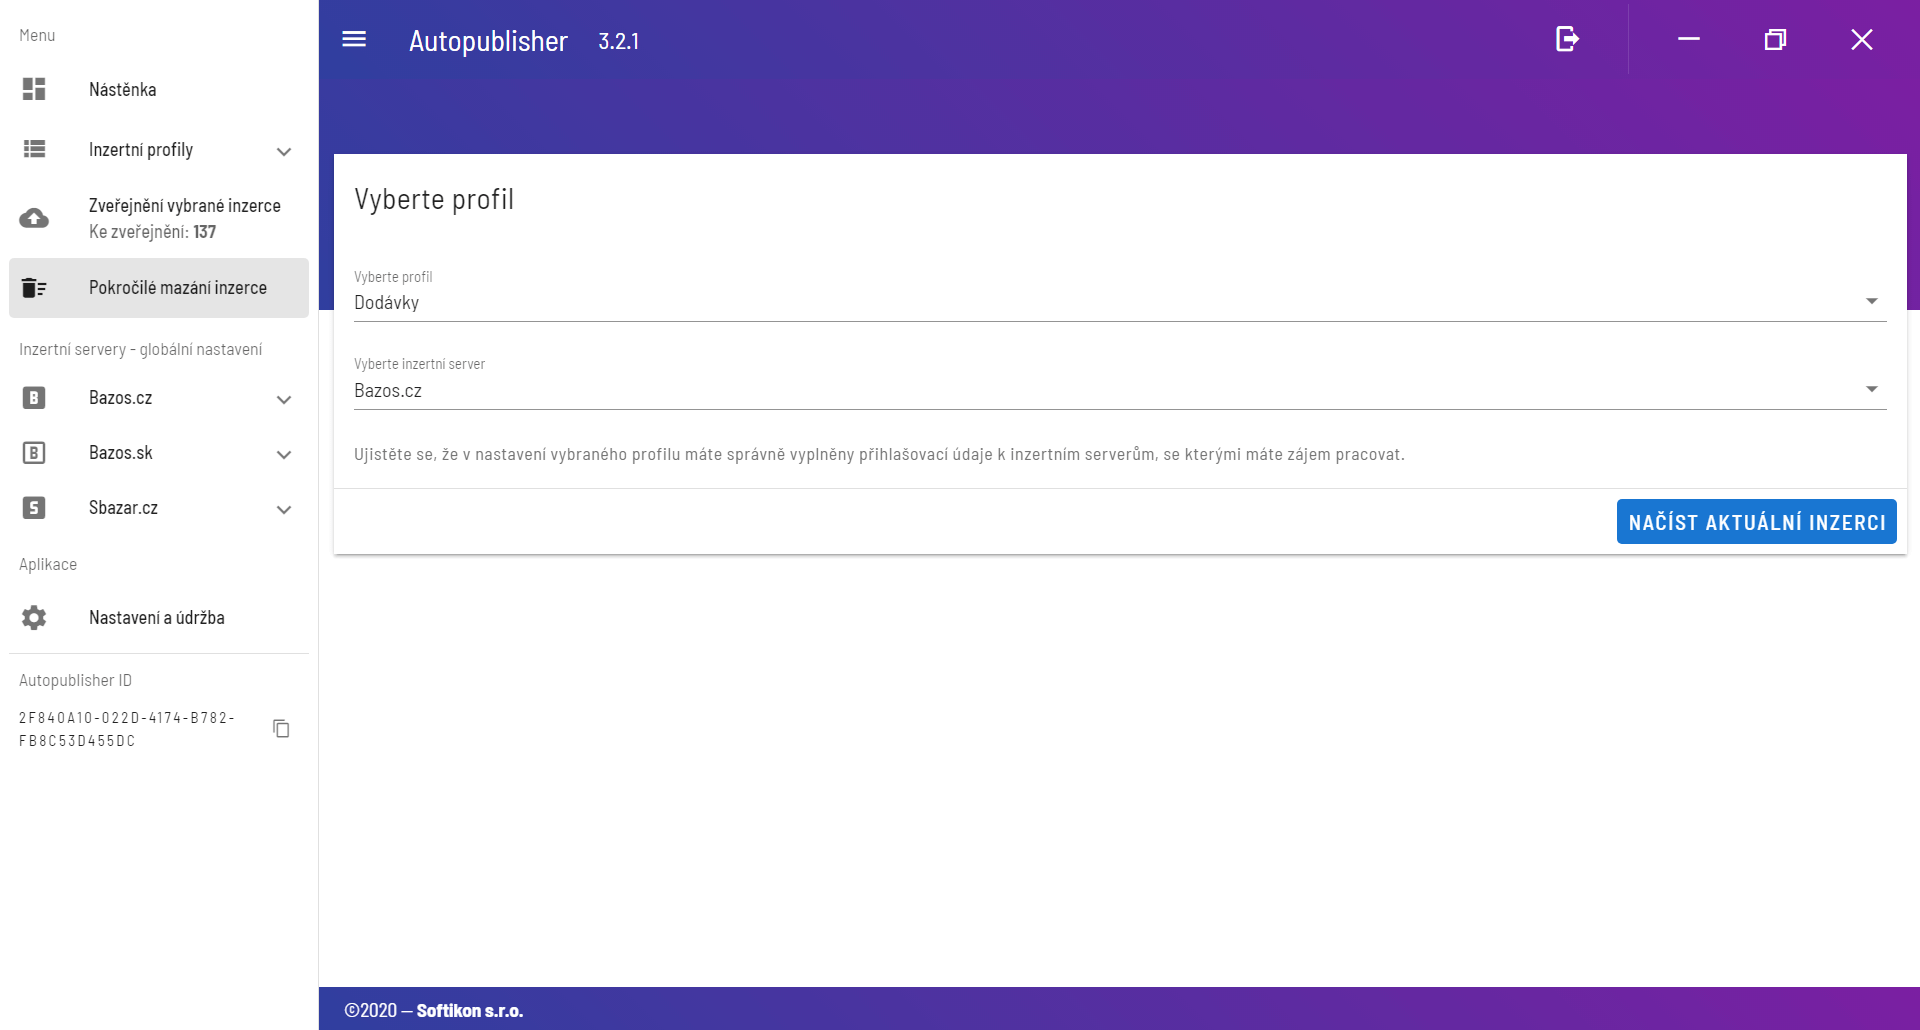 Menu
Nástěnka
Inzertní profily
Zveřejnění vybrané inzerce
Ke zveřejnění: 137
Pokročilé mazání inzerce
Inzertní servery - globální nastavení
B Bazos.cz
B Bazos.sk
S Sbazar.cz
Aplikace
Nastavení a údržba
Autopublisher ID
2F840A10-022D-4174-B782-
FB8C53D455DC
Autopublisher 3.2.1
Vyberte profil
Vyberte profil
Dodávky
Vyberte inzertní server
Bazos.cz
Ujistěte se, že v nastavení vybraného profilu máte správně vyplněny přihlašovací údaje k inzertním serverům, se kterými máte zájem pracovat.
NAČÍST AKTUÁLNÍ INZERCI
©2020 — Softikon s.r.o.